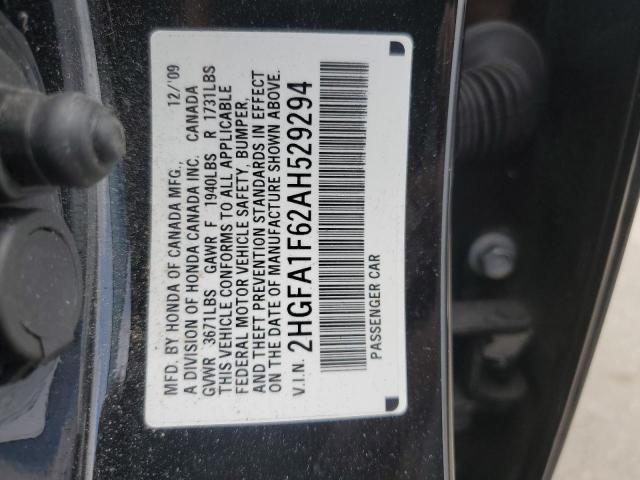 MFD. BY HONDA OF CANADA MFG., 12/'09
A DIVISION OF HONDA CANADA INC. CANADA
GVWR 3671LBS GAWR F 1940LBS R 1731LBS
THIS VEHICLE CONFORMS TO ALL APPLICABLE
FEDERAL MOTOR VEHICLE SAFETY, BUMPER,
AND THEFT PREVENTION STANDARDS IN EFFECT
ON THE DATE OF MANUFACTURE SHOWN ABOVE.
V.I.N. 2HGFA1F62AH529294
PASSENGER CAR